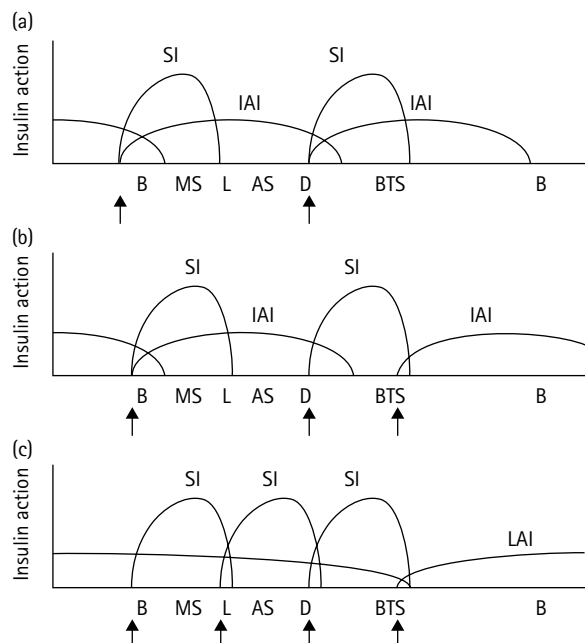 (a)
Insulin action
SI
SI
IAI
IAI
B MS L AS D BTS B
(b)
Insulin action
SI
SI
IAI
IAI
B MS L AS D BTS B
(c)
Insulin action
SI
SI
SI
LAI
B MS L AS D BTS B